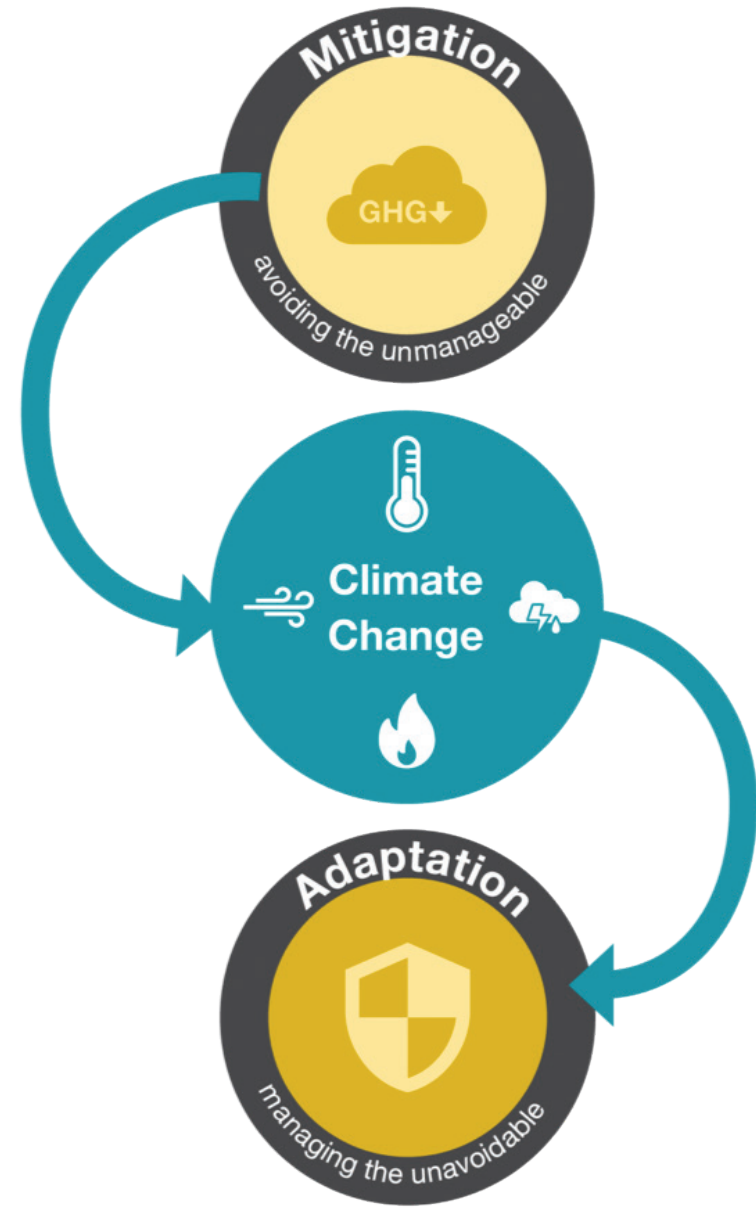 Mitigation
GHG
avoiding the unmanageable
Climate
Change
Adaptation
managing the unavoidable